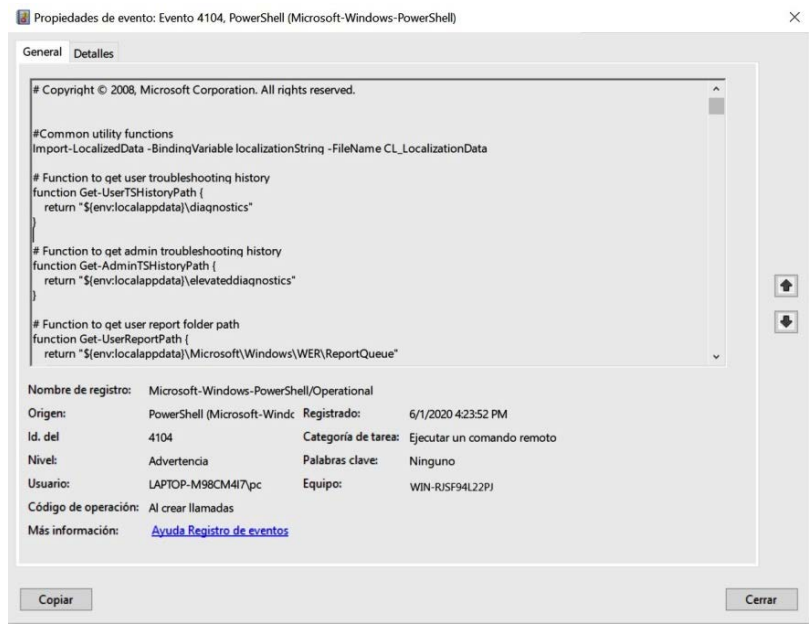 Propiedades de evento: Evento 4104, PowerShell (Microsoft-Windows-PowerShell)
General Detalles
# Copyright © 2008, Microsoft Corporation. All rights reserved.
#Common utility functions
Import-LocalizedData -BindingVariable localizationString -FileName CL_LocalizationData
# Function to get user troubleshooting history
function Get-UserTSHistoryPath {
return "${env:localappdata}\diagnostics"
}
# Function to get admin troubleshooting history
function Get-AdminTSHistoryPath {
return "${env:localappdata}\elevateddiagnostics"
}
# Function to get user report folder path
function Get-UserReportPath {
return "${env:localappdata}\Microsoft\Windows\WER\ReportQueue"
Nombre de registro: Microsoft-Windows-PowerShell/Operational
Origen: PowerShell (Microsoft-Windc Registrado: 6/1/2020 4:23:52 PM
Id. del 4104 Categoría de tarea: Ejecutar un comando remoto
Nivel: Advertencia Palabras clave: Ninguno
Usuario: LAPTOP-M98CM4I7\pc Equipo: WIN-RJSF94L22PJ
Código de operación: Al crear llamadas
Más información: Ayuda Registro de eventos
Copiar Cerrar